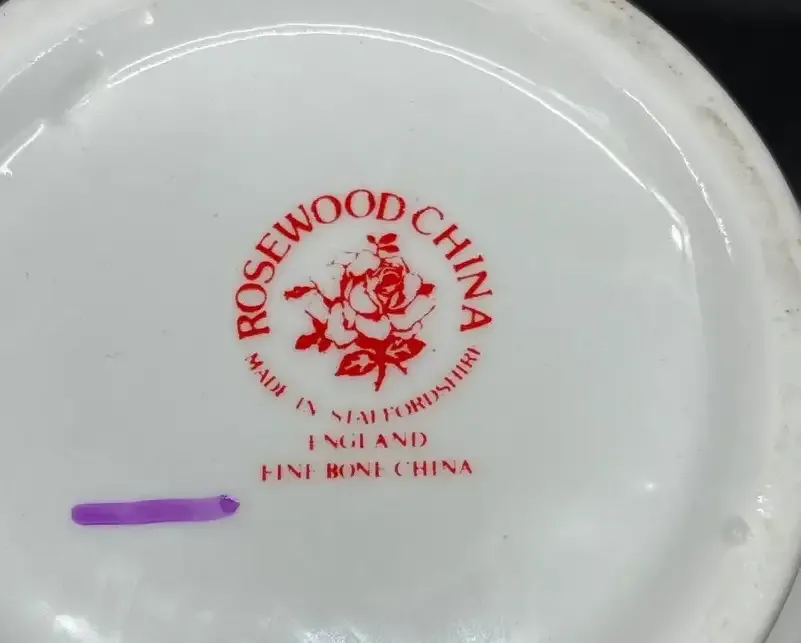 ROSEWOOD CHINA
MADE IN STAFFORDSHIRE
ENGLAND
FINE BONE CHINA